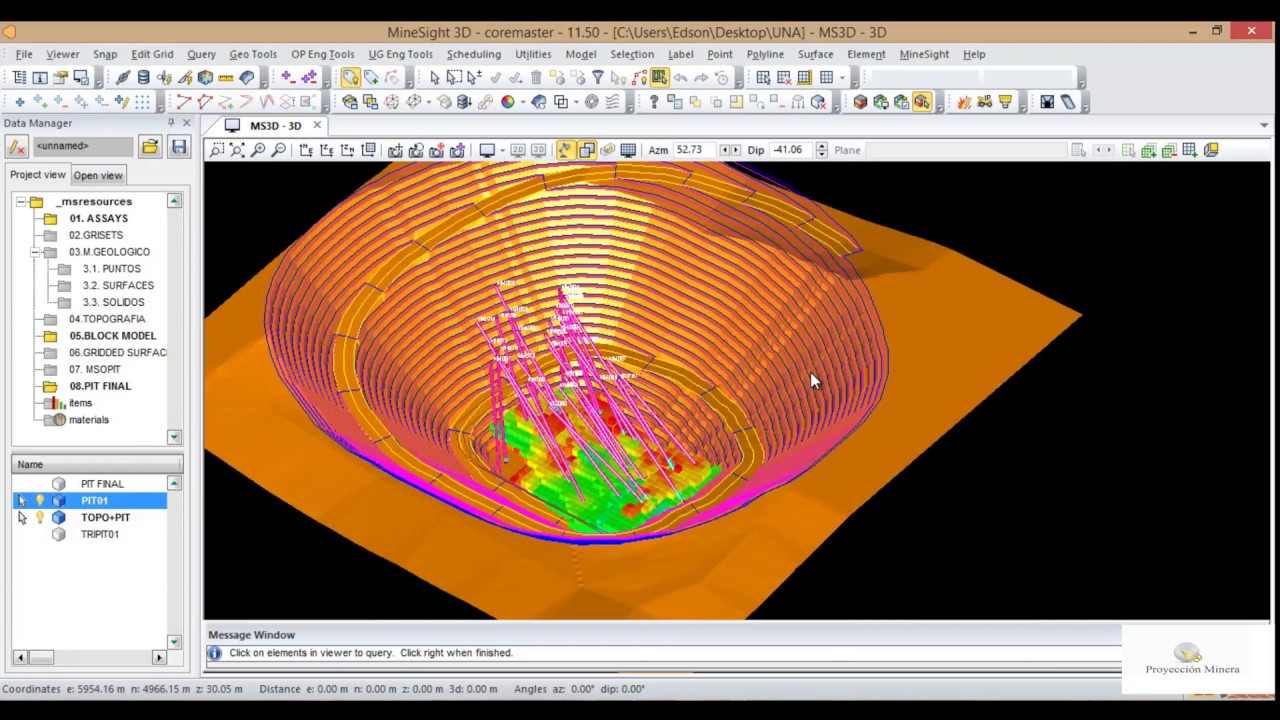 MineSight 3D - coremaster - 11.50 - [C:\Users\Edson\Desktop\UNA] - MS3D - 3D
File Viewer Snap Edit Grid Query Geo Tools OP Eng Tools UG Eng Tools Scheduling Utilities Model Selection Label Point Polyline Surface Element MineSight Help
Data Manager
MS3D - 3D
<unnamed>
2D 3D Azm 52.73 Dip -41.06 Plane
Project view Open view
_msresources
01. ASSAYS
02.GRISETS
03.M.GEOLOGICO
3.1. PUNTOS
3.2. SURFACES
3.3. SOLIDOS
04.TOPOGRAFIA
05.BLOCK MODEL
06.GRIDDED SURFAC
07. MSOPIT
08.PIT FINAL
items
materials
Name
PIT FINAL
PIT01
TOPO+PIT
TRIPIT01
Message Window
Click on elements in viewer to query. Click right when finished.
Proyección Minera
Coordinates e: 5954.16 m n: 4966.15 m z: 30.05 m Distance e: 0.00 m n: 0.00 m z: 0.00 m 3d: 0.00 m Angles az: 0.00° dip: 0.00°